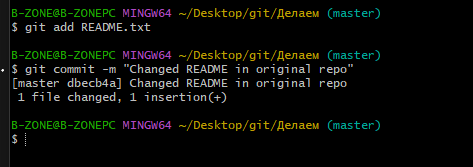 B-ZONE@B-ZONEPC MINGW64 ~/Desktop/git/Делаем (master)
$ git add README.txt
B-ZONE@B-ZONEPC MINGW64 ~/Desktop/git/Делаем (master)
$ git commit -m "Changed README in original repo"
[master dbecb4a] Changed README in original repo
1 file changed, 1 insertion(+)
B-ZONE@B-ZONEPC MINGW64 ~/Desktop/git/Делаем (master)
$